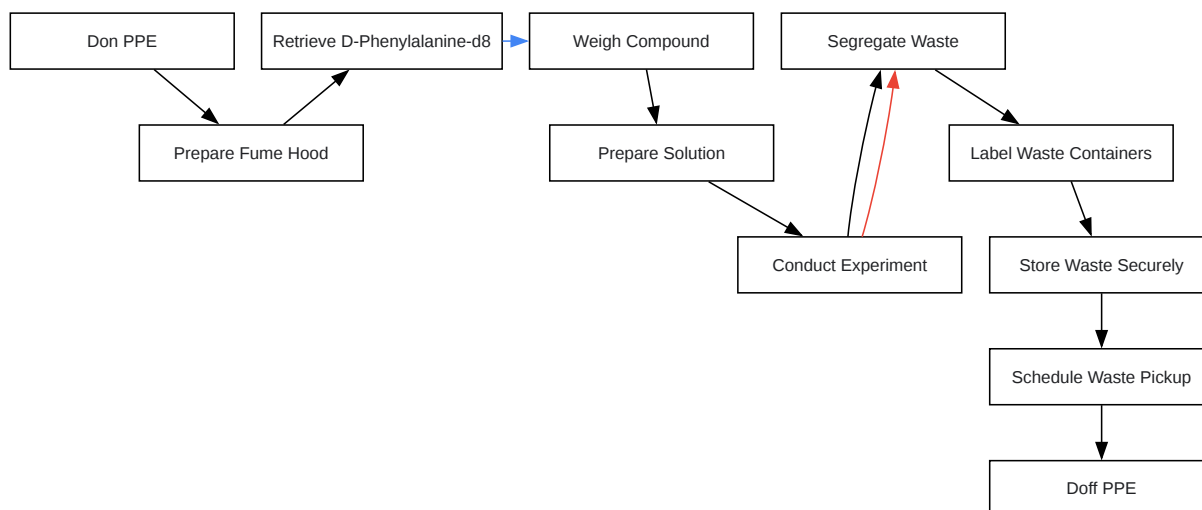 Don PPE
Retrieve D-Phenylalanine-d8
Weigh Compound
Segregate Waste
Prepare Fume Hood
Prepare Solution
Label Waste Containers
Conduct Experiment
Store Waste Securely
Schedule Waste Pickup
Doff PPE